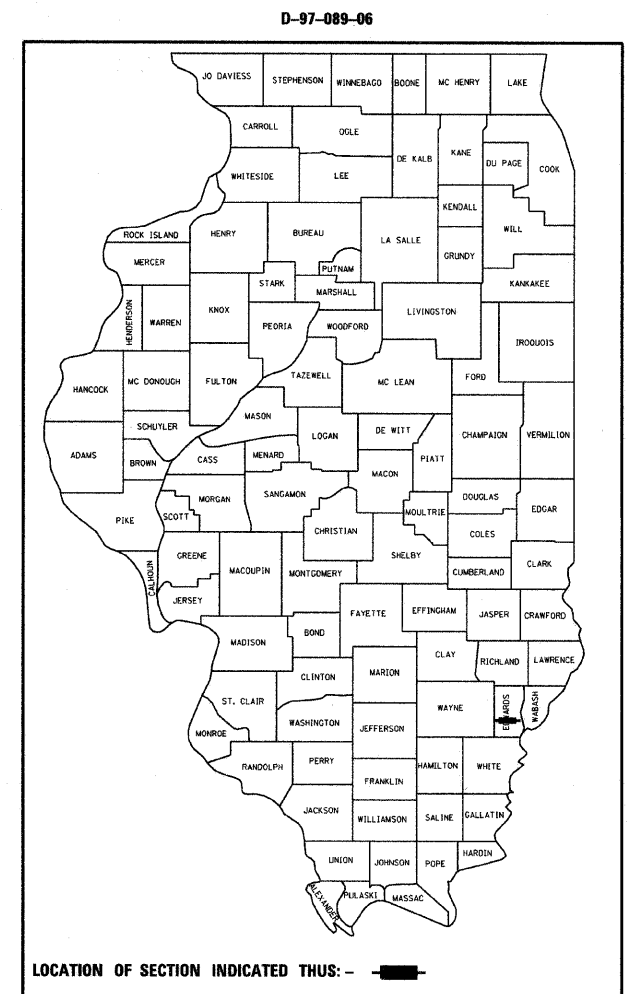 D-97-089-06
JO DAVIESS STEPHENSON WINNEBAGO BOONE MC HENRY LAKE
CARROLL OGLE
DE KALB KANE DU PAGE COOK
WHITESIDE LEE
KENDALL
ROCK ISLAND HENRY BUREAU LA SALLE WILL
MERCER PUTNAM GRUNDY
STARK MARSHALL KANKAKEE
HENDERSON WARREN KNOX PEORIA WOODFORD LIVINGSTON IROQUOIS
HANCOCK MC DONOUGH FULTON TAZEWELL MC LEAN FORD
MASON
SCHUYLER LOGAN DE WITT CHAMPAIGN VERMILION
ADAMS BROWN CASS MENARD PIATT
MACON
MORGAN SANGAMON DOUGLAS
PIKE SCOTT CHRISTIAN MOULTRIE EDGAR
COLES
GREENE MACOUPIN SHELBY
CALHOUN MONTGOMERY CUMBERLAND CLARK
JERSEY FAYETTE EFFINGHAM JASPER CRAWFORD
MADISON BOND
CLAY RICHLAND LAWRENCE
CLINTON MARION
ST. CLAIR WAYNE EDWARDS WABASH
WASHINGTON JEFFERSON
MONROE
RANDOLPH PERRY HAMILTON WHITE
FRANKLIN
JACKSON WILLIAMSON SALINE GALLATIN
UNION JOHNSON POPE HARDIN
ALEXANDER PULASKI MASSAC
LOCATION OF SECTION INDICATED THUS: -